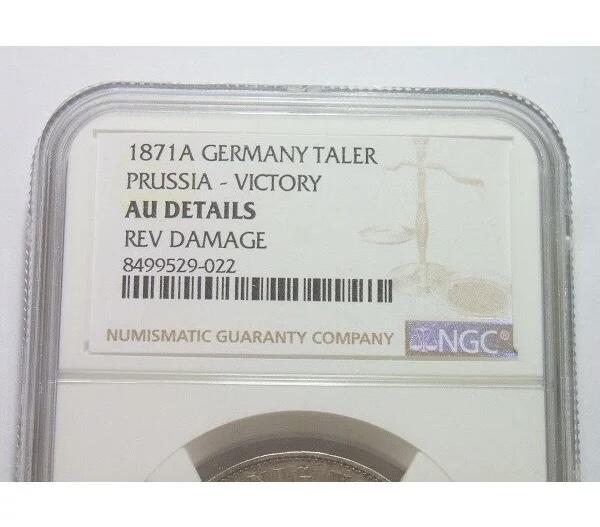 1871A GERMANY TALER
PRUSSIA - VICTORY
AU DETAILS
REV DAMAGE
8499529-022
NUMISMATIC GUARANTY COMPANY NGC®